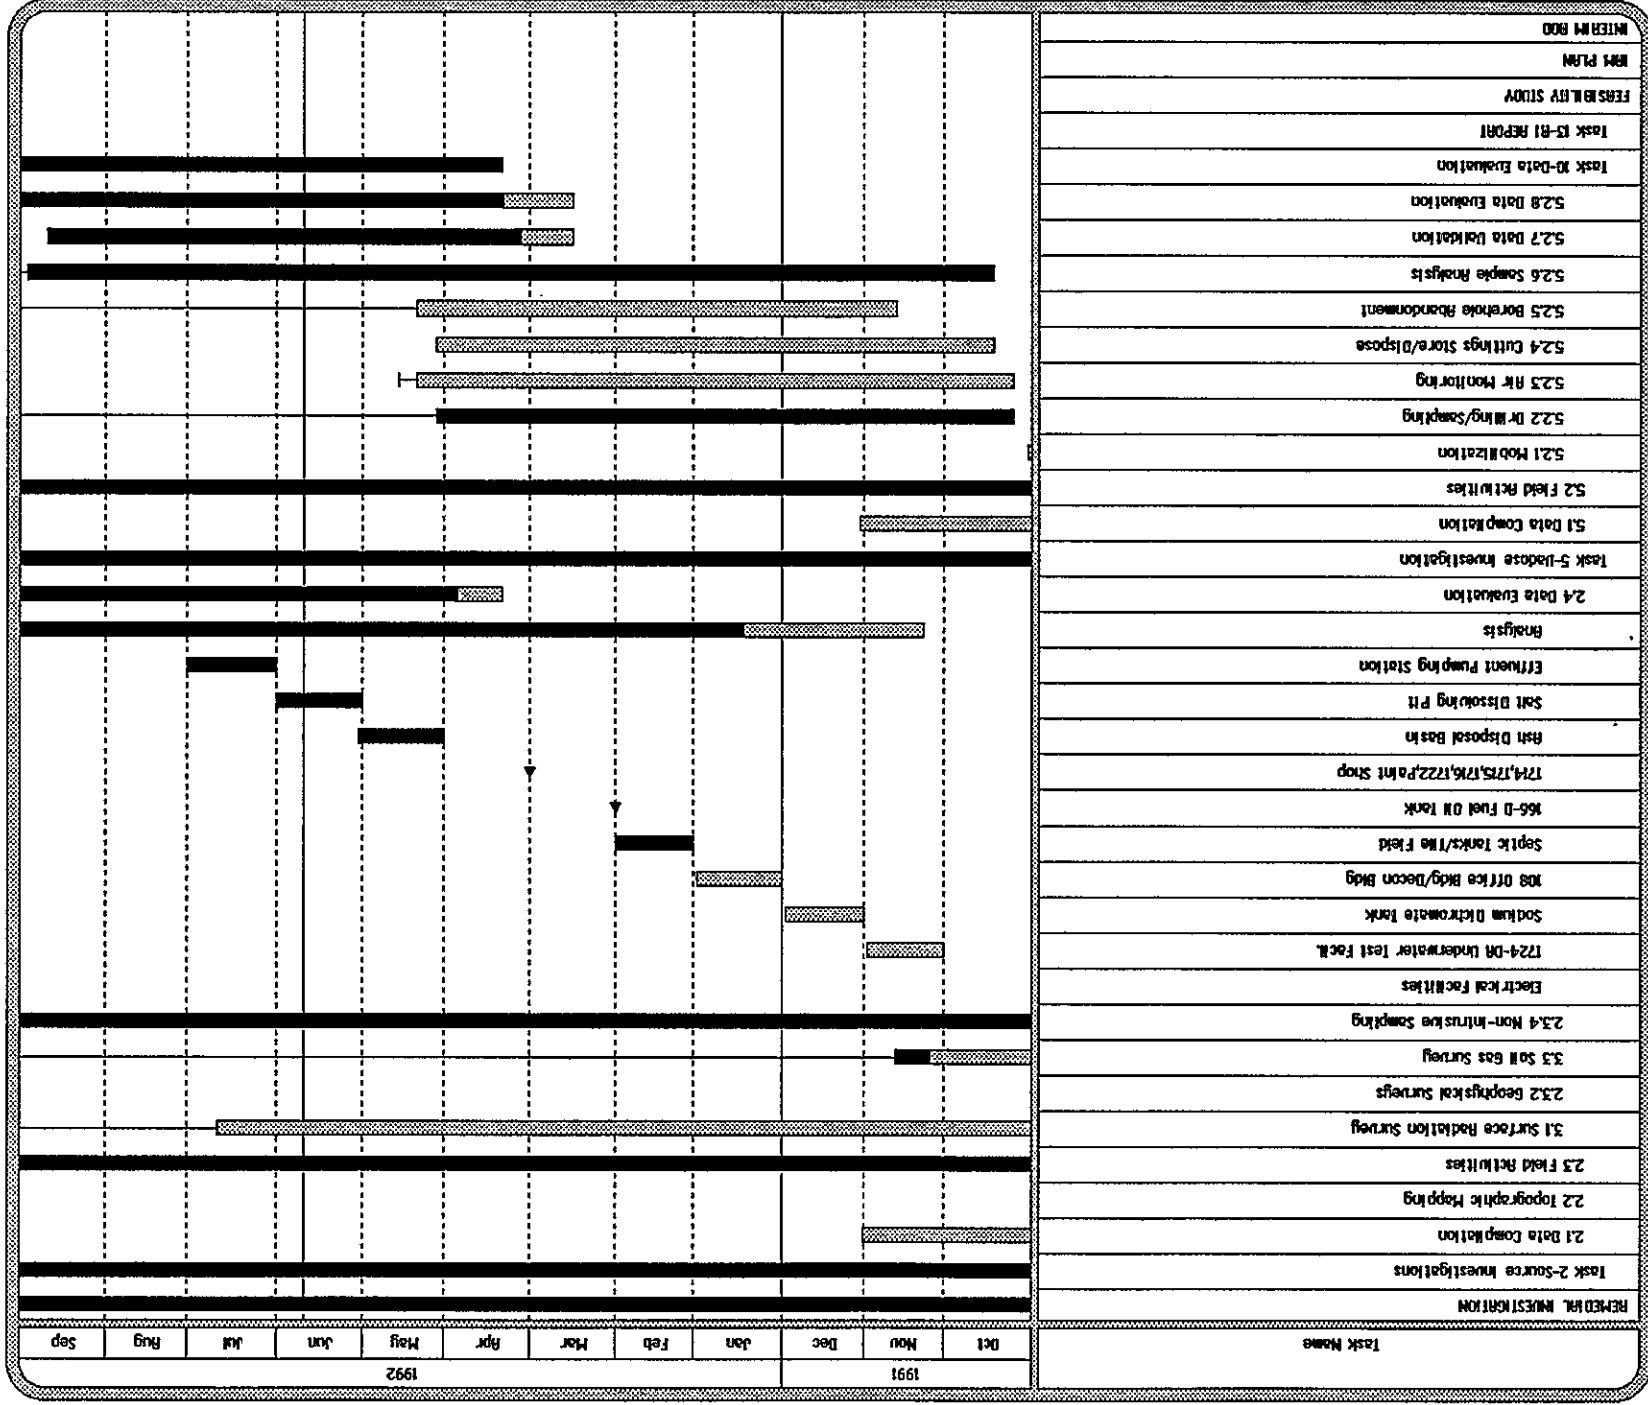 Task Name
1991
1992
Oct
Nov
Dec
Jan
Feb
Mar
Apr
May
Jun
Jul
Aug
Sep
REMEDIAL INVESTIGATION
Task 2-Source Investigations
2.1 Data Compilation
2.2 Topographic Mapping
2.3 Field Activities
3.1 Surface Radiation Survey
2.3.2 Geophysical Surveys
3.3 Soil Gas Survey
2.3.4 Non-Intrusive Sampling
Electrical Facilities
1724-DR Underwater Test Facil.
Sodium Dichromate Tank
108 Office Bldg/Decon Bldg
Septic Tanks/Tile Field
166-D Fuel Oil Tank
1714,1715,1716,1722,Paint Shop
Ash Disposal Basin
Salt Dissolving Pit
Effluent Pumping Station
Analysis
2.4 Data Evaluation
Task 5-Vadose Investigation
5.1 Data Compilation
5.2 Field Activities
5.2.1 Mobilization
5.2.2 Drilling/Sampling
5.2.3 Air Monitoring
5.2.4 Cuttings Store/Dispose
5.2.5 Borehole Abandonment
5.2.6 Sample Analysis
5.2.7 Data Validation
5.2.8 Data Evaluation
Task 10-Data Evaluation
Task 13-RI REPORT
FEASIBILITY STUDY
IRM PLAN
INTERIM ROD